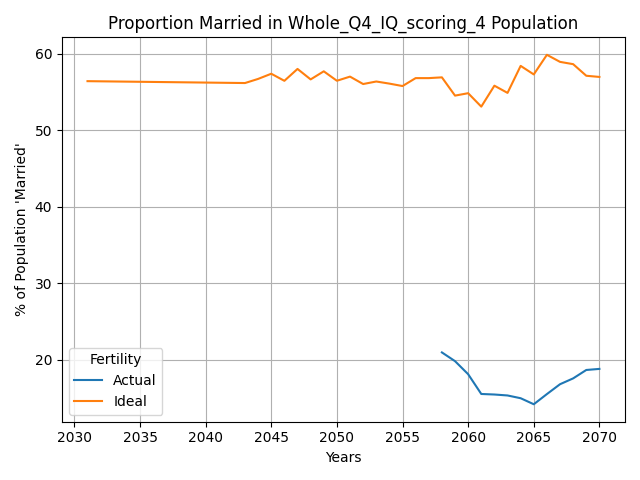 Proportion Married in Whole_Q4_IQ_scoring_4 Population
60
50
40
30
20
% of Population 'Married'
Fertility
Actual
Ideal
2030 2035 2040 2045 2050 2055 2060 2065 2070
Years